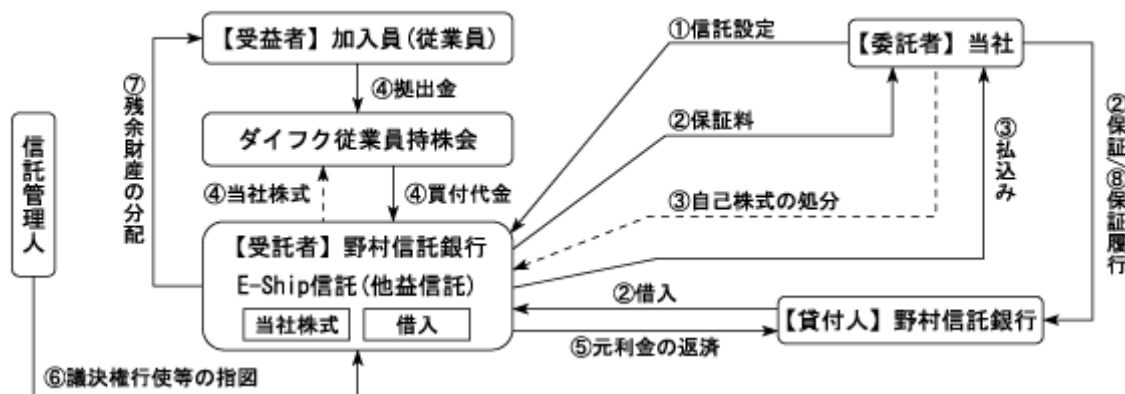 【受益者】加入員(従業員)
①信託設定
【委託者】当社
⑦残余財産の分配
④拠出金
②保証料
③払込み
②保証/⑧保証履行
信託管理人
ダイフク従業員持株会
④当社株式
④買付代金
③自己株式の処分
【受託者】野村信託銀行
E-Ship信託(他益信託)
当社株式
借入
②借入
【貸付人】野村信託銀行
⑤元利金の返済
⑥議決権行使等の指図